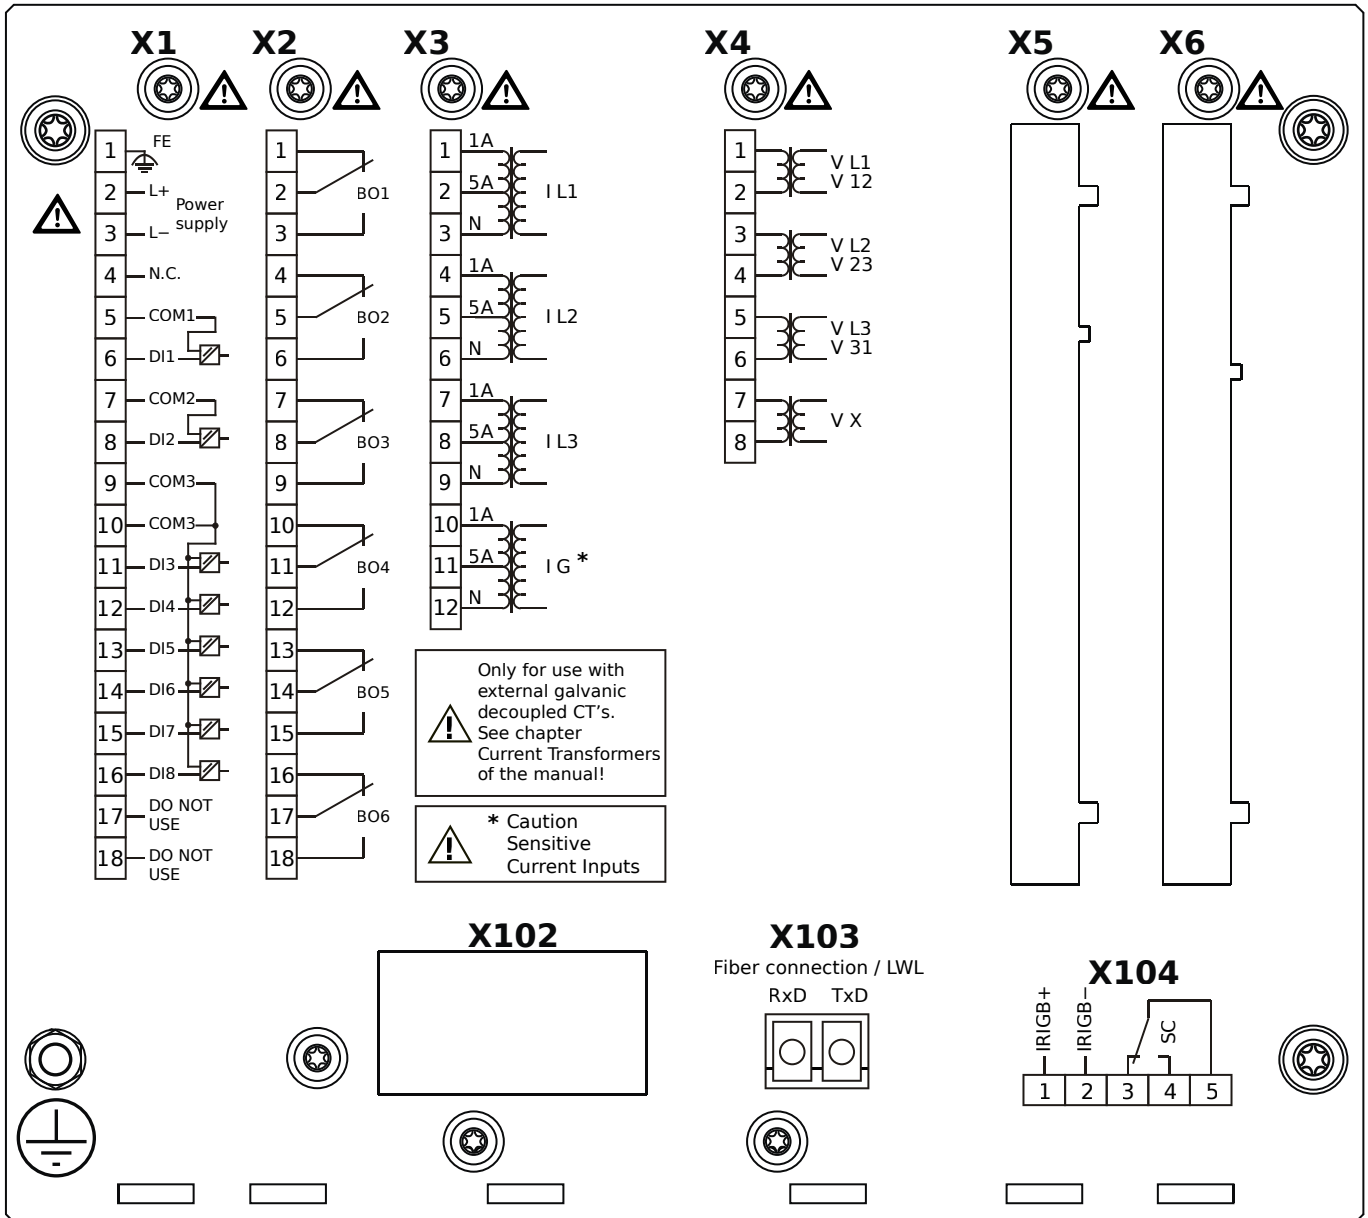 X1
X2
X3
X4
X5
X6
1
FE
2
L+
Power
supply
3
L−
4
N.C.
5
COM1
6
DI1
7
COM2
8
DI2
9
COM3
10
COM3
11
DI3
12
DI4
13
DI5
14
DI6
15
DI7
16
DI8
17
DO NOT
USE
18
DO NOT
USE
1
2
BO1
3
4
5
BO2
6
7
8
BO3
9
10
11
BO4
12
13
14
BO5
15
16
17
BO6
18
1
1A
2
5A
I L1
3
N
4
1A
5
5A
I L2
6
N
7
1A
8
5A
I L3
9
N
10
1A
11
5A
I G *
12
N
Only for use with
external galvanic
decoupled CT's.
See chapter
Current Transformers
of the manual!
* Caution
Sensitive
Current Inputs
1
V L1
2
V 12
3
V L2
4
V 23
5
V L3
6
V 31
7
V X
8
X102
X103
Fiber connection / LWL
RxD TxD
X104
IRIGB+
IRIGB−
SC
1 2 3 4 5